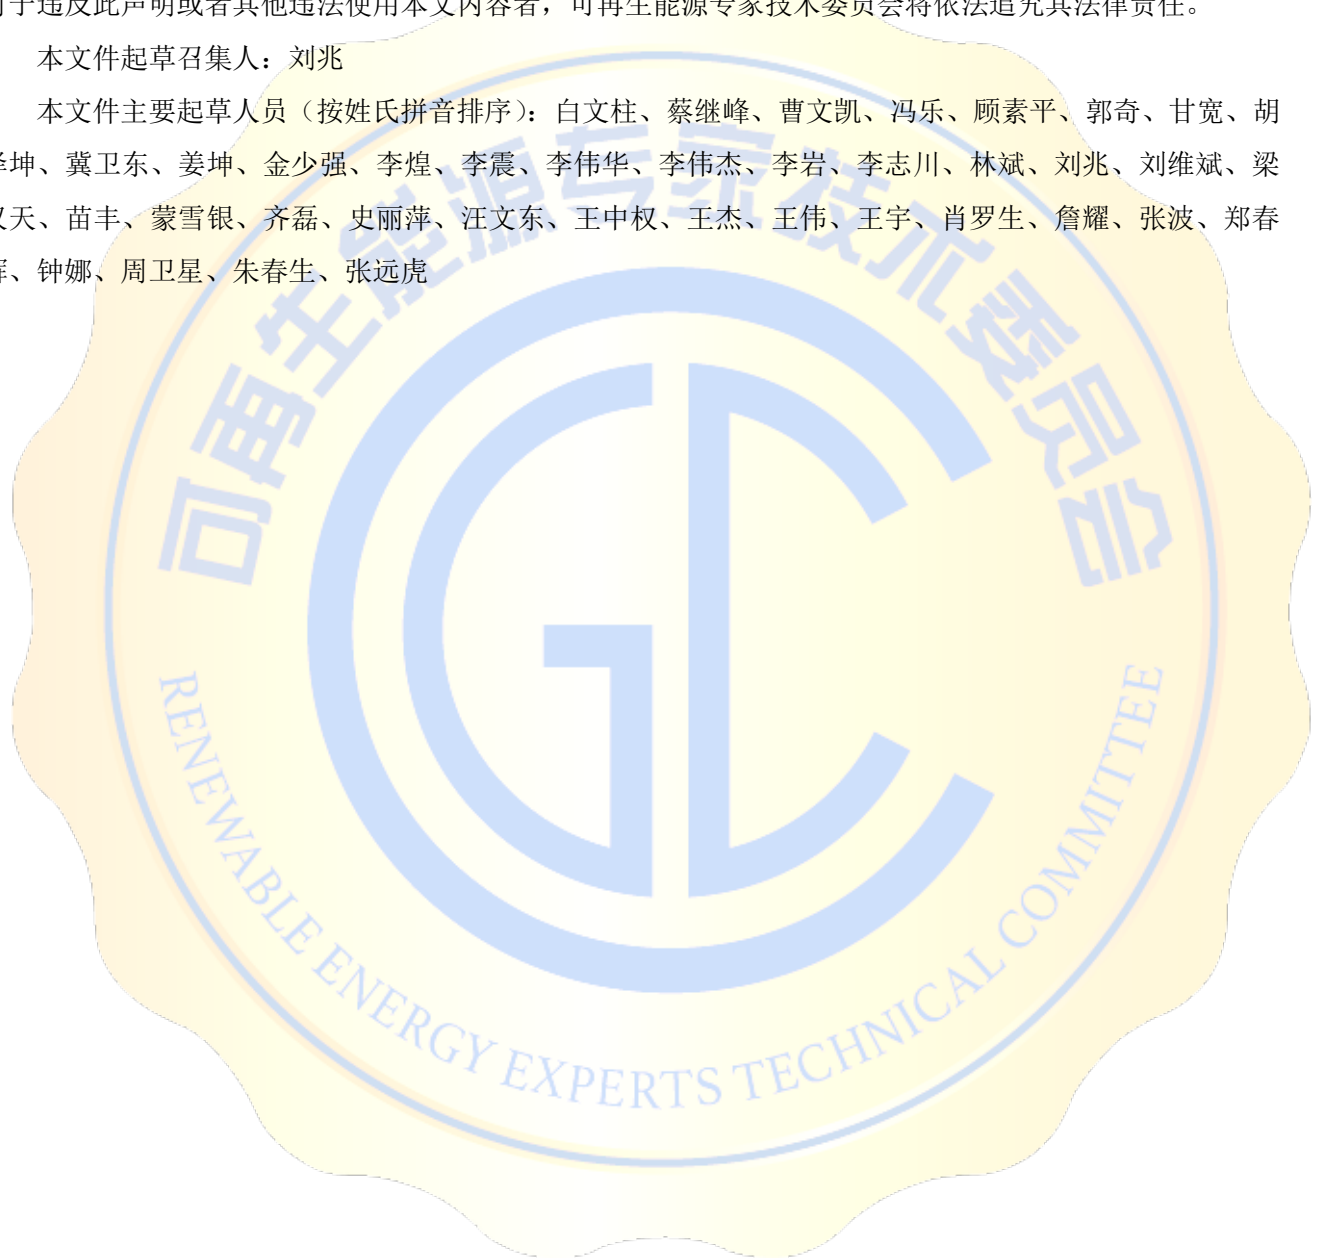 于违反此声明或者其他违法使用本文内容者，可再生能源专家技术委员会将依法追究其法律责任。
本文件起草召集人：刘兆
本文件主要起草人员（按姓氏拼音排序）：白文柱、蔡继峰、曹文凯、冯乐、顾素平、郭奇、甘宽、胡
坤、冀卫东、姜坤、金少强、李煌、李震、李伟华、李伟杰、李岩、李志川、林斌、刘兆、刘维斌、梁
天、苗丰、蒙雪银、齐磊、史丽萍、汪文东、王中权、王杰、王伟、王宇、肖罗生、詹耀、张波、郑春
、钟娜、周卫星、朱春生、张远虎
可再生能源专家技术委员会
RENEWABLE ENERGY EXPERTS TECHNICAL COMMITTEE